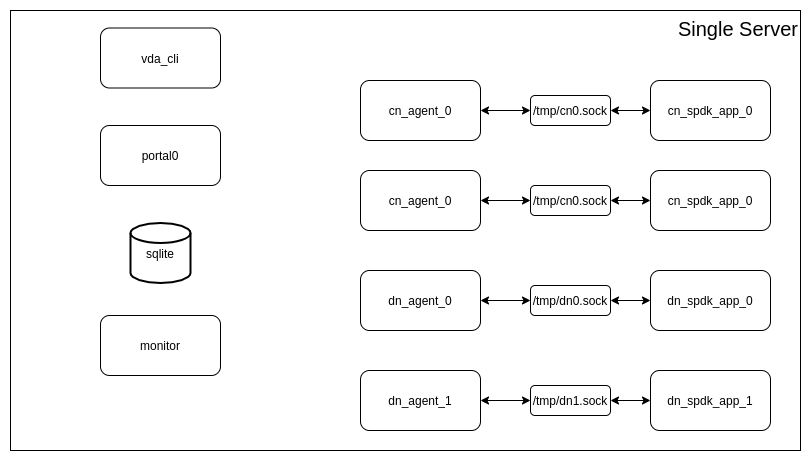 Single Server
vda_cli
portal0
sqlite
monitor
cn_agent_0
/tmp/cn0.sock
cn_spdk_app_0
cn_agent_0
/tmp/cn0.sock
cn_spdk_app_0
dn_agent_0
/tmp/dn0.sock
dn_spdk_app_0
dn_agent_1
/tmp/dn1.sock
dn_spdk_app_1